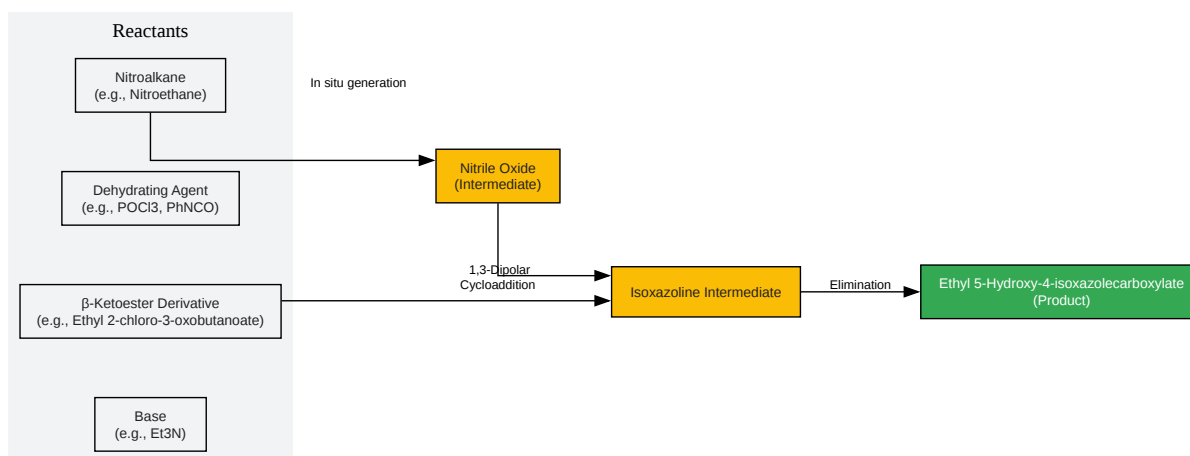 Reactants
Nitroalkane
(e.g., Nitroethane)
In situ generation
Dehydrating Agent
(e.g., POCl3, PhNCO)
Nitrile Oxide
(Intermediate)
1,3-Dipolar
Cycloaddition
β-Ketoester Derivative
(e.g., Ethyl 2-chloro-3-oxobutanoate)
Isoxazoline Intermediate
Elimination
Ethyl 5-Hydroxy-4-isoxazolecarboxylate
(Product)
Base
(e.g., Et3N)